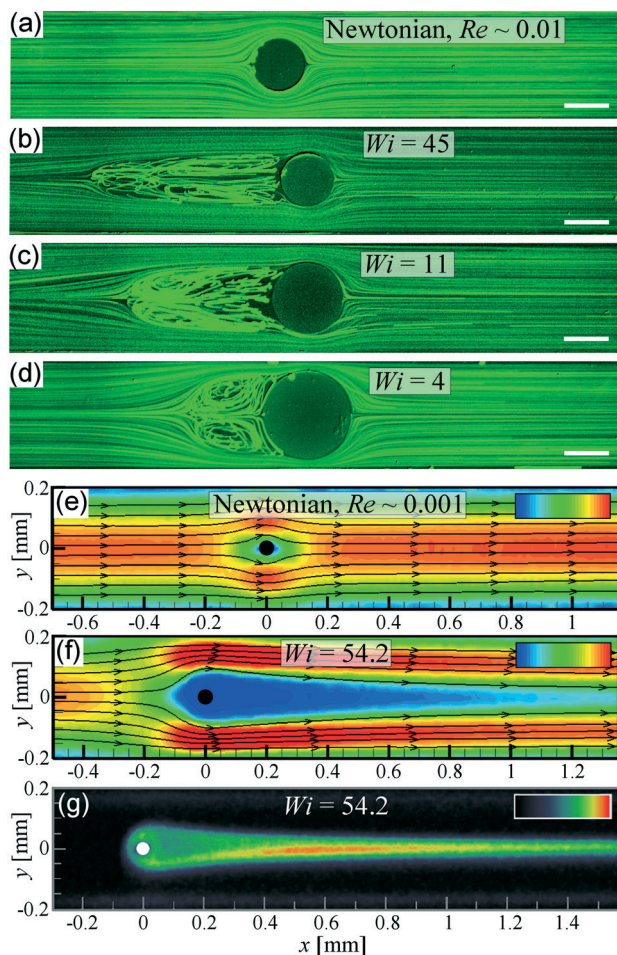 (a)
Newtonian, Re ~ 0.01
(b)
Wi = 45
(c)
Wi = 11
(d)
Wi = 4
(e)
Newtonian, Re ~ 0.001
0.2
y [mm]
0
-0.2
-0.6 -0.4 -0.2 0 0.2 0.4 0.6 0.8 1
(f)
Wi = 54.2
0.2
y [mm]
0
-0.2
-0.4 -0.2 0 0.2 0.4 0.6 0.8 1 1.2
(g)
Wi = 54.2
0.2
y [mm]
0
-0.2
0 0.2 0.4 0.6 0.8 1 1.2 1.4
x [mm]